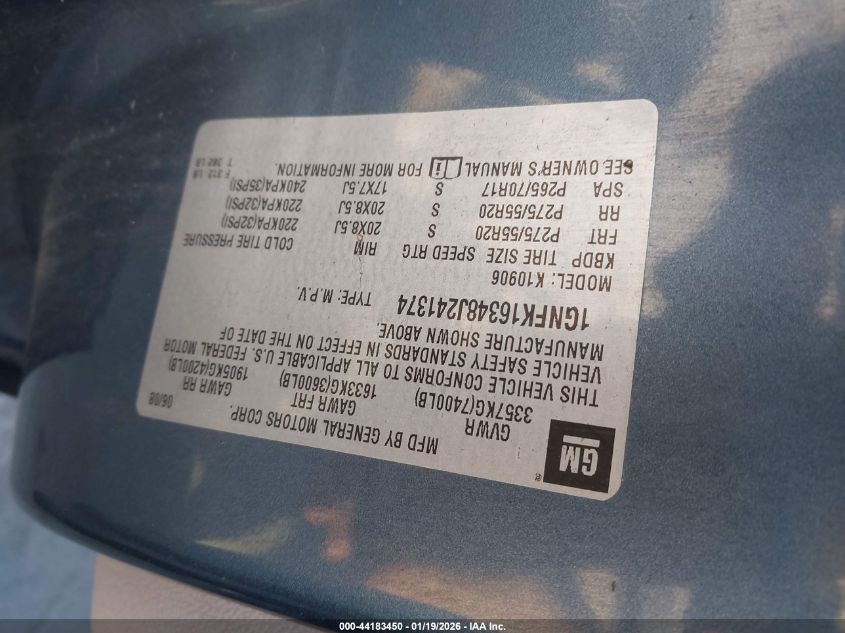 GM
®
MFD BY GENERAL MOTORS CORP. 06/08
GVWR GAWR FRT GAWR RR
3357KG(7400LB) 1633KG(3600LB) 1905KG(4200LB)
THIS VEHICLE CONFORMS TO ALL APPLICABLE U.S. FEDERAL MOTOR
VEHICLE SAFETY STANDARDS IN EFFECT ON THE DATE OF
MANUFACTURE SHOWN ABOVE.
1GNFK16348J241374 TYPE: M.P.V.
MODEL: K10906
KBDP TIRE SIZE SPEED RTG RIM COLD TIRE PRESSURE
FRT P275/55R20 S 20X8.5J 220KPA(32PSI)
RR P275/55R20 S 20X8.5J 220KPA(32PSI)
SPA P265/70R17 S 17X7.5J 240KPA(35PSI)
SEE OWNER'S MANUAL FOR MORE INFORMATION.
F 312 LB
T 362 LB
000-44183450 - 01/19/2026 - IAA Inc.